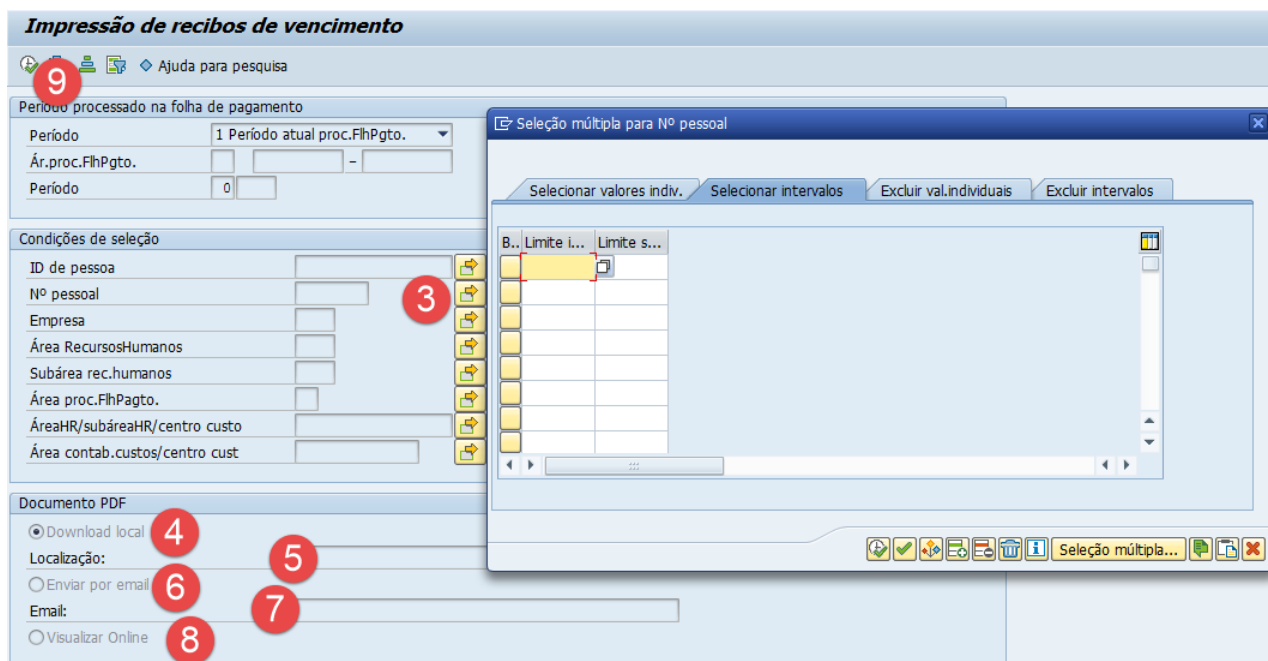 Impressão de recibos de vencimento
9
Ajuda para pesquisa
Período processado na folha de pagamento
Período 1 Período atual proc.FlhPgto.
Ár.proc.FlhPgto. –
Período 0
Condições de seleção
ID de pessoa
Nº pessoal 3
Empresa
Área RecursosHumanos
Subárea rec.humanos
Área proc.FlhPagto.
ÁreaHR/subáreaHR/centro custo
Área contab.custos/centro cust
Documento PDF
Download local 4
Localização: 5
Enviar por email 6
Email: 7
Visualizar Online 8
Seleção múltipla para Nº pessoal
Selecionar valores indiv. Selecionar intervalos Excluir val.individuais Excluir intervalos
B.. Limite i... Limite s...
Seleção múltipla...